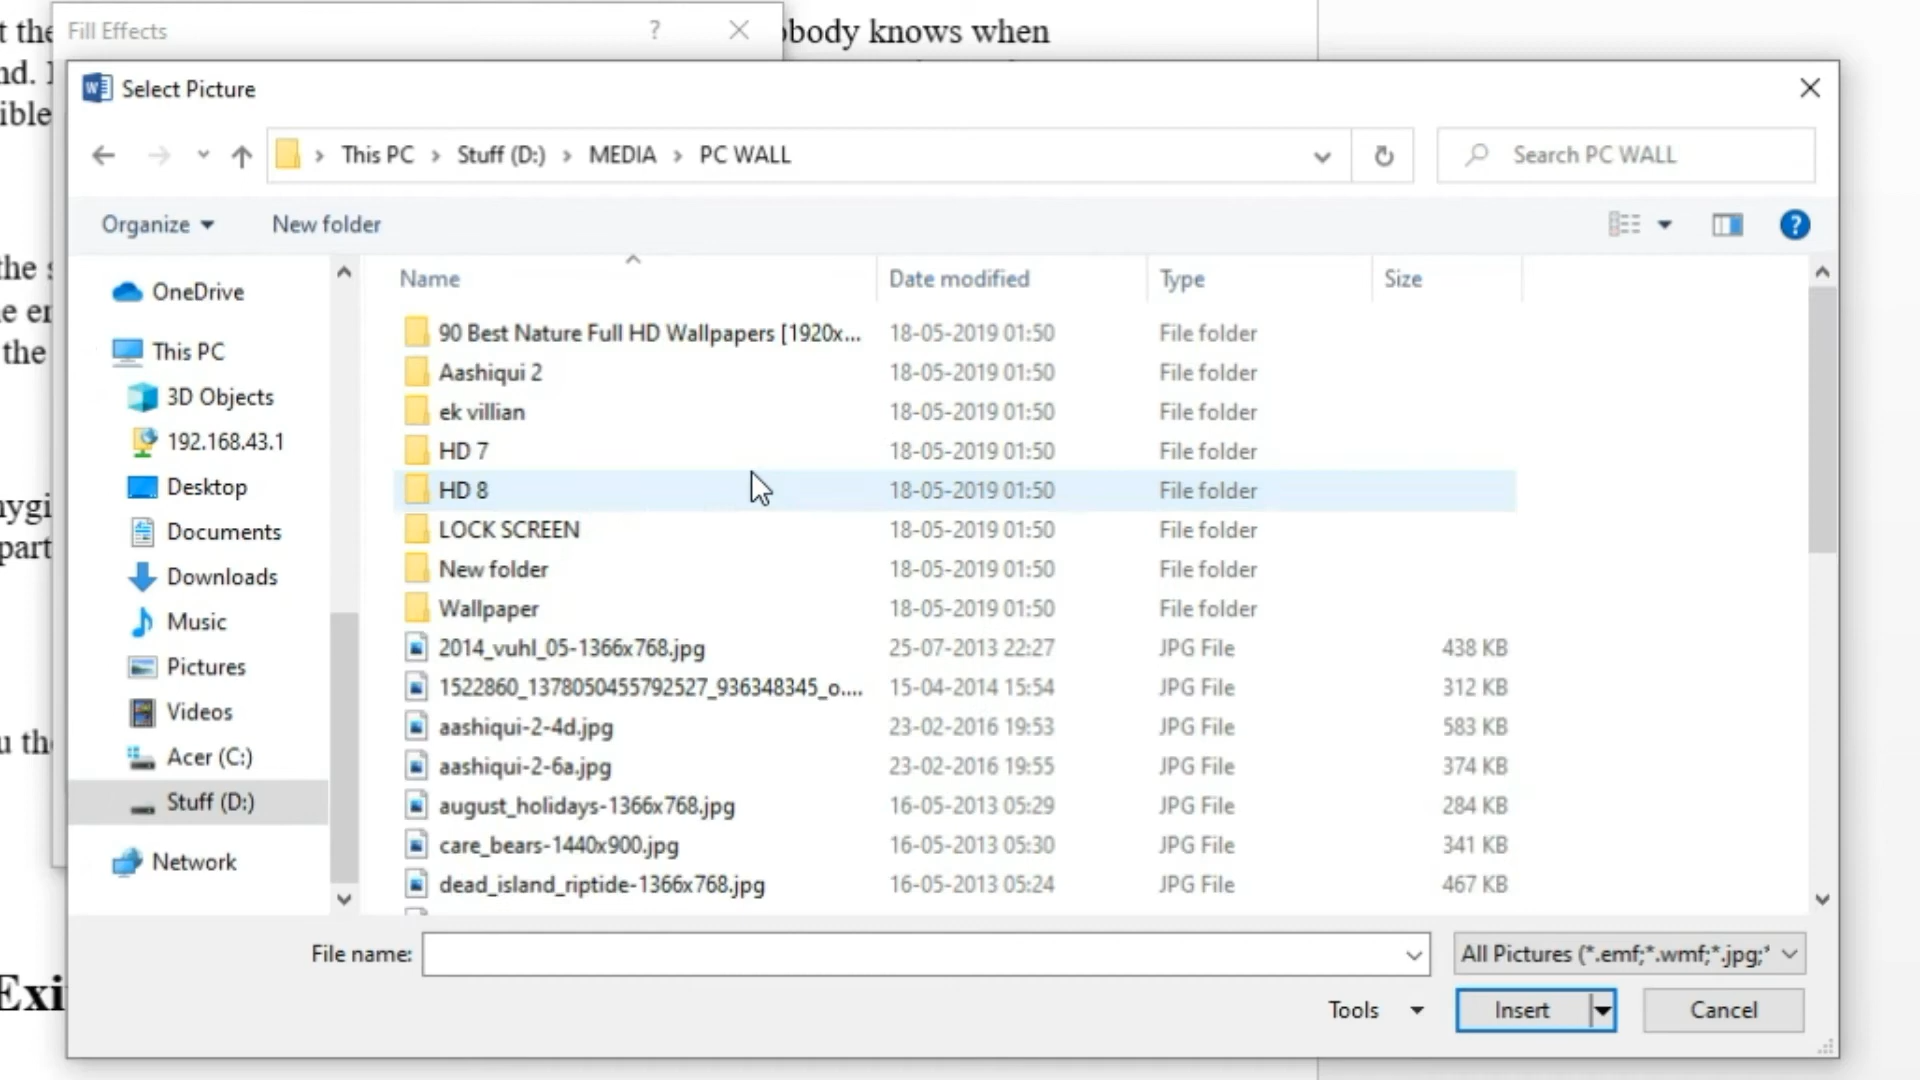 t the
Fill Effects
?
body knows when
nd.
ible
Select Picture
This PC > Stuff (D:) > MEDIA > PC WALL
Search PC WALL
Organize
New folder
?
OneDrive
This PC
3D Objects
192.168.43.1
Desktop
Documents
Downloads
Music
Pictures
Videos
Acer (C:)
Stuff (D:)
Network
Name Date modified Type Size
90 Best Nature Full HD Wallpapers [1920x... 18-05-2019 01:50 File folder
Aashiqui 2 18-05-2019 01:50 File folder
ek villian 18-05-2019 01:50 File folder
HD 7 18-05-2019 01:50 File folder
HD 8 18-05-2019 01:50 File folder
LOCK SCREEN 18-05-2019 01:50 File folder
New folder 18-05-2019 01:50 File folder
Wallpaper 18-05-2019 01:50 File folder
2014_vuhl_05-1366x768.jpg 25-07-2013 22:27 JPG File 438 KB
1522860_1378050455792527_936348345_o.... 15-04-2014 15:54 JPG File 312 KB
aashiqui-2-4d.jpg 23-02-2016 19:53 JPG File 583 KB
aashiqui-2-6a.jpg 23-02-2016 19:55 JPG File 374 KB
august_holidays-1366x768.jpg 16-05-2013 05:29 JPG File 284 KB
care_bears-1440x900.jpg 16-05-2013 05:30 JPG File 341 KB
dead_island_riptide-1366x768.jpg 16-05-2013 05:24 JPG File 467 KB
the s
e er
the
nygi
part
u the
Exi
File name:
All Pictures (*.emf;*.wmf;*.jpg;*
Tools
Insert
Cancel